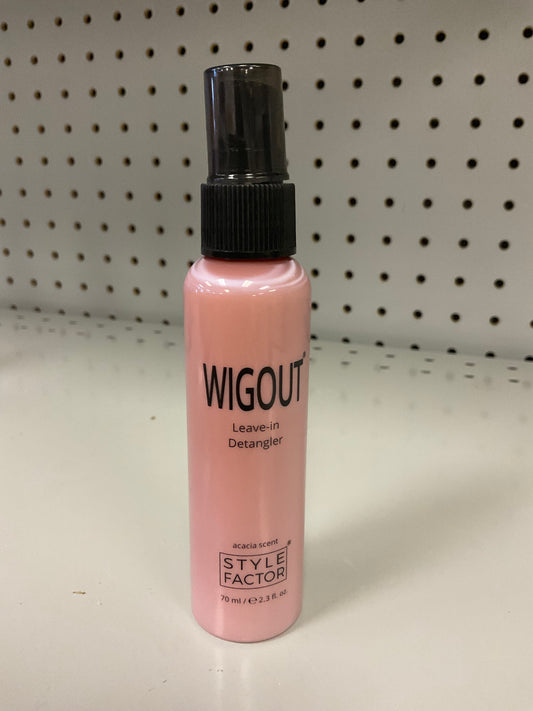 WIGOUT®
Leave-in
Detangler
acacia scent
STYLE
FACTOR®
70 ml / ℮ 2.3 fl. oz.